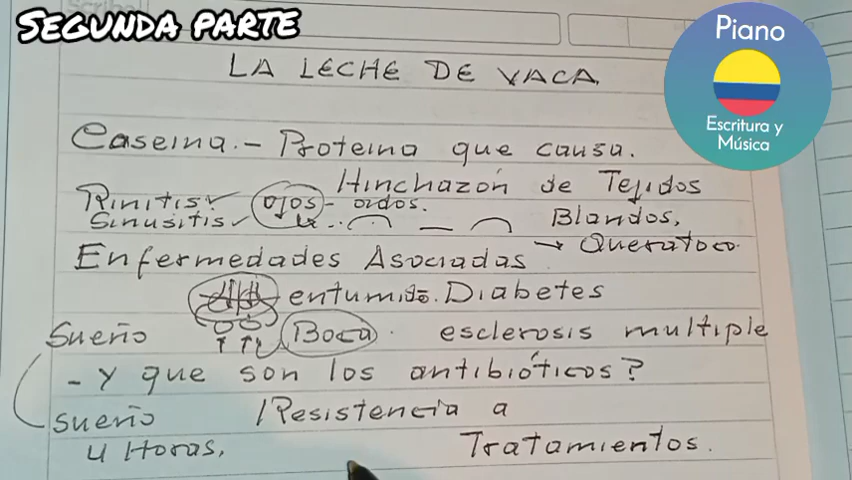 Scribe
SEGUNDA PARTE
Piano
Escritura y
Música
LA LECHE DE VACA.
Caseina.- Proteina que causa.
Hinchazón de Tejidos
Blandos,
Rinitis
ojos - oidos.
Sinusitis
→ Queratoco
Enfermedades Asociadas
entumido. Diabetes
Sueño Boca. esclerosis multiple
- Y que son los antibióticos?
Sueño Resistencia a
4 Horas, Tratamientos.